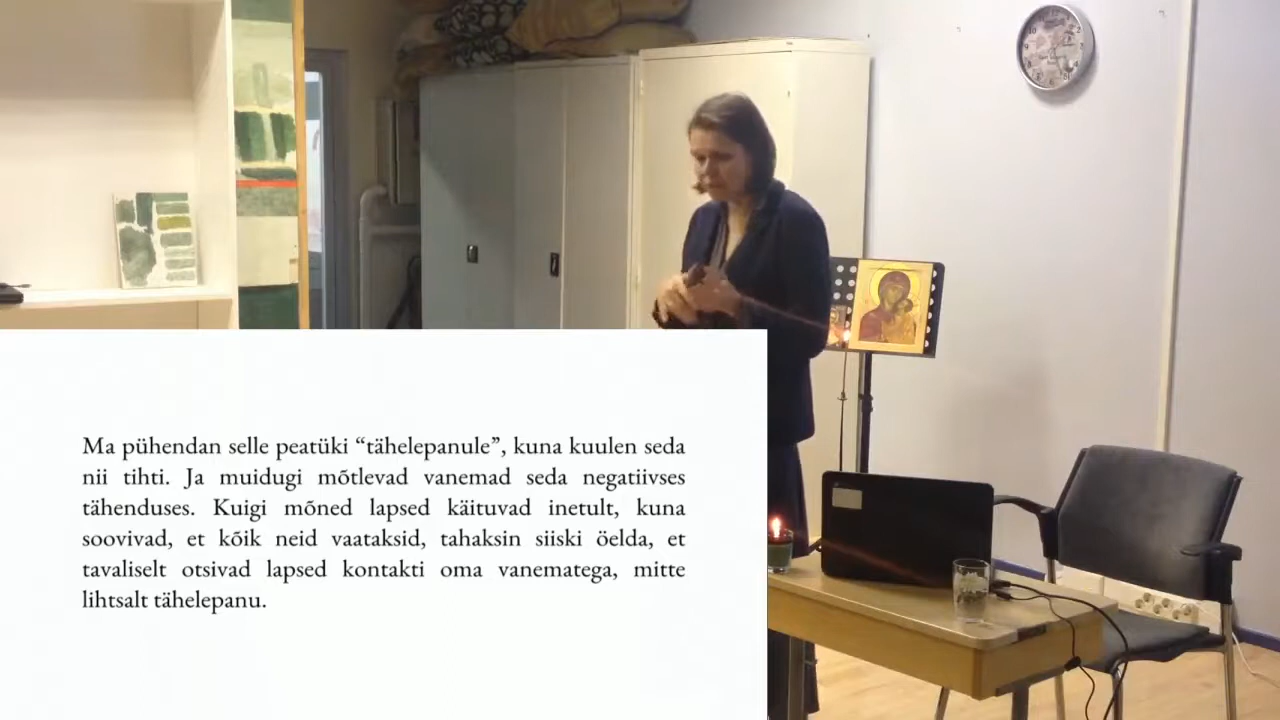 Ma pühendan selle peatüki “tähelepanule”, kuna kuulen seda
nii tihti. Ja muidugi mõtlevad vanemad seda negatiivses
tähenduses. Kuigi mõned lapsed käituvad inetult, kuna
soovivad, et kõik neid vaataksid, tahaksin siiski öelda, et
tavaliselt otsivad lapsed kontakti oma vanematega, mitte
lihtsalt tähelepanu.